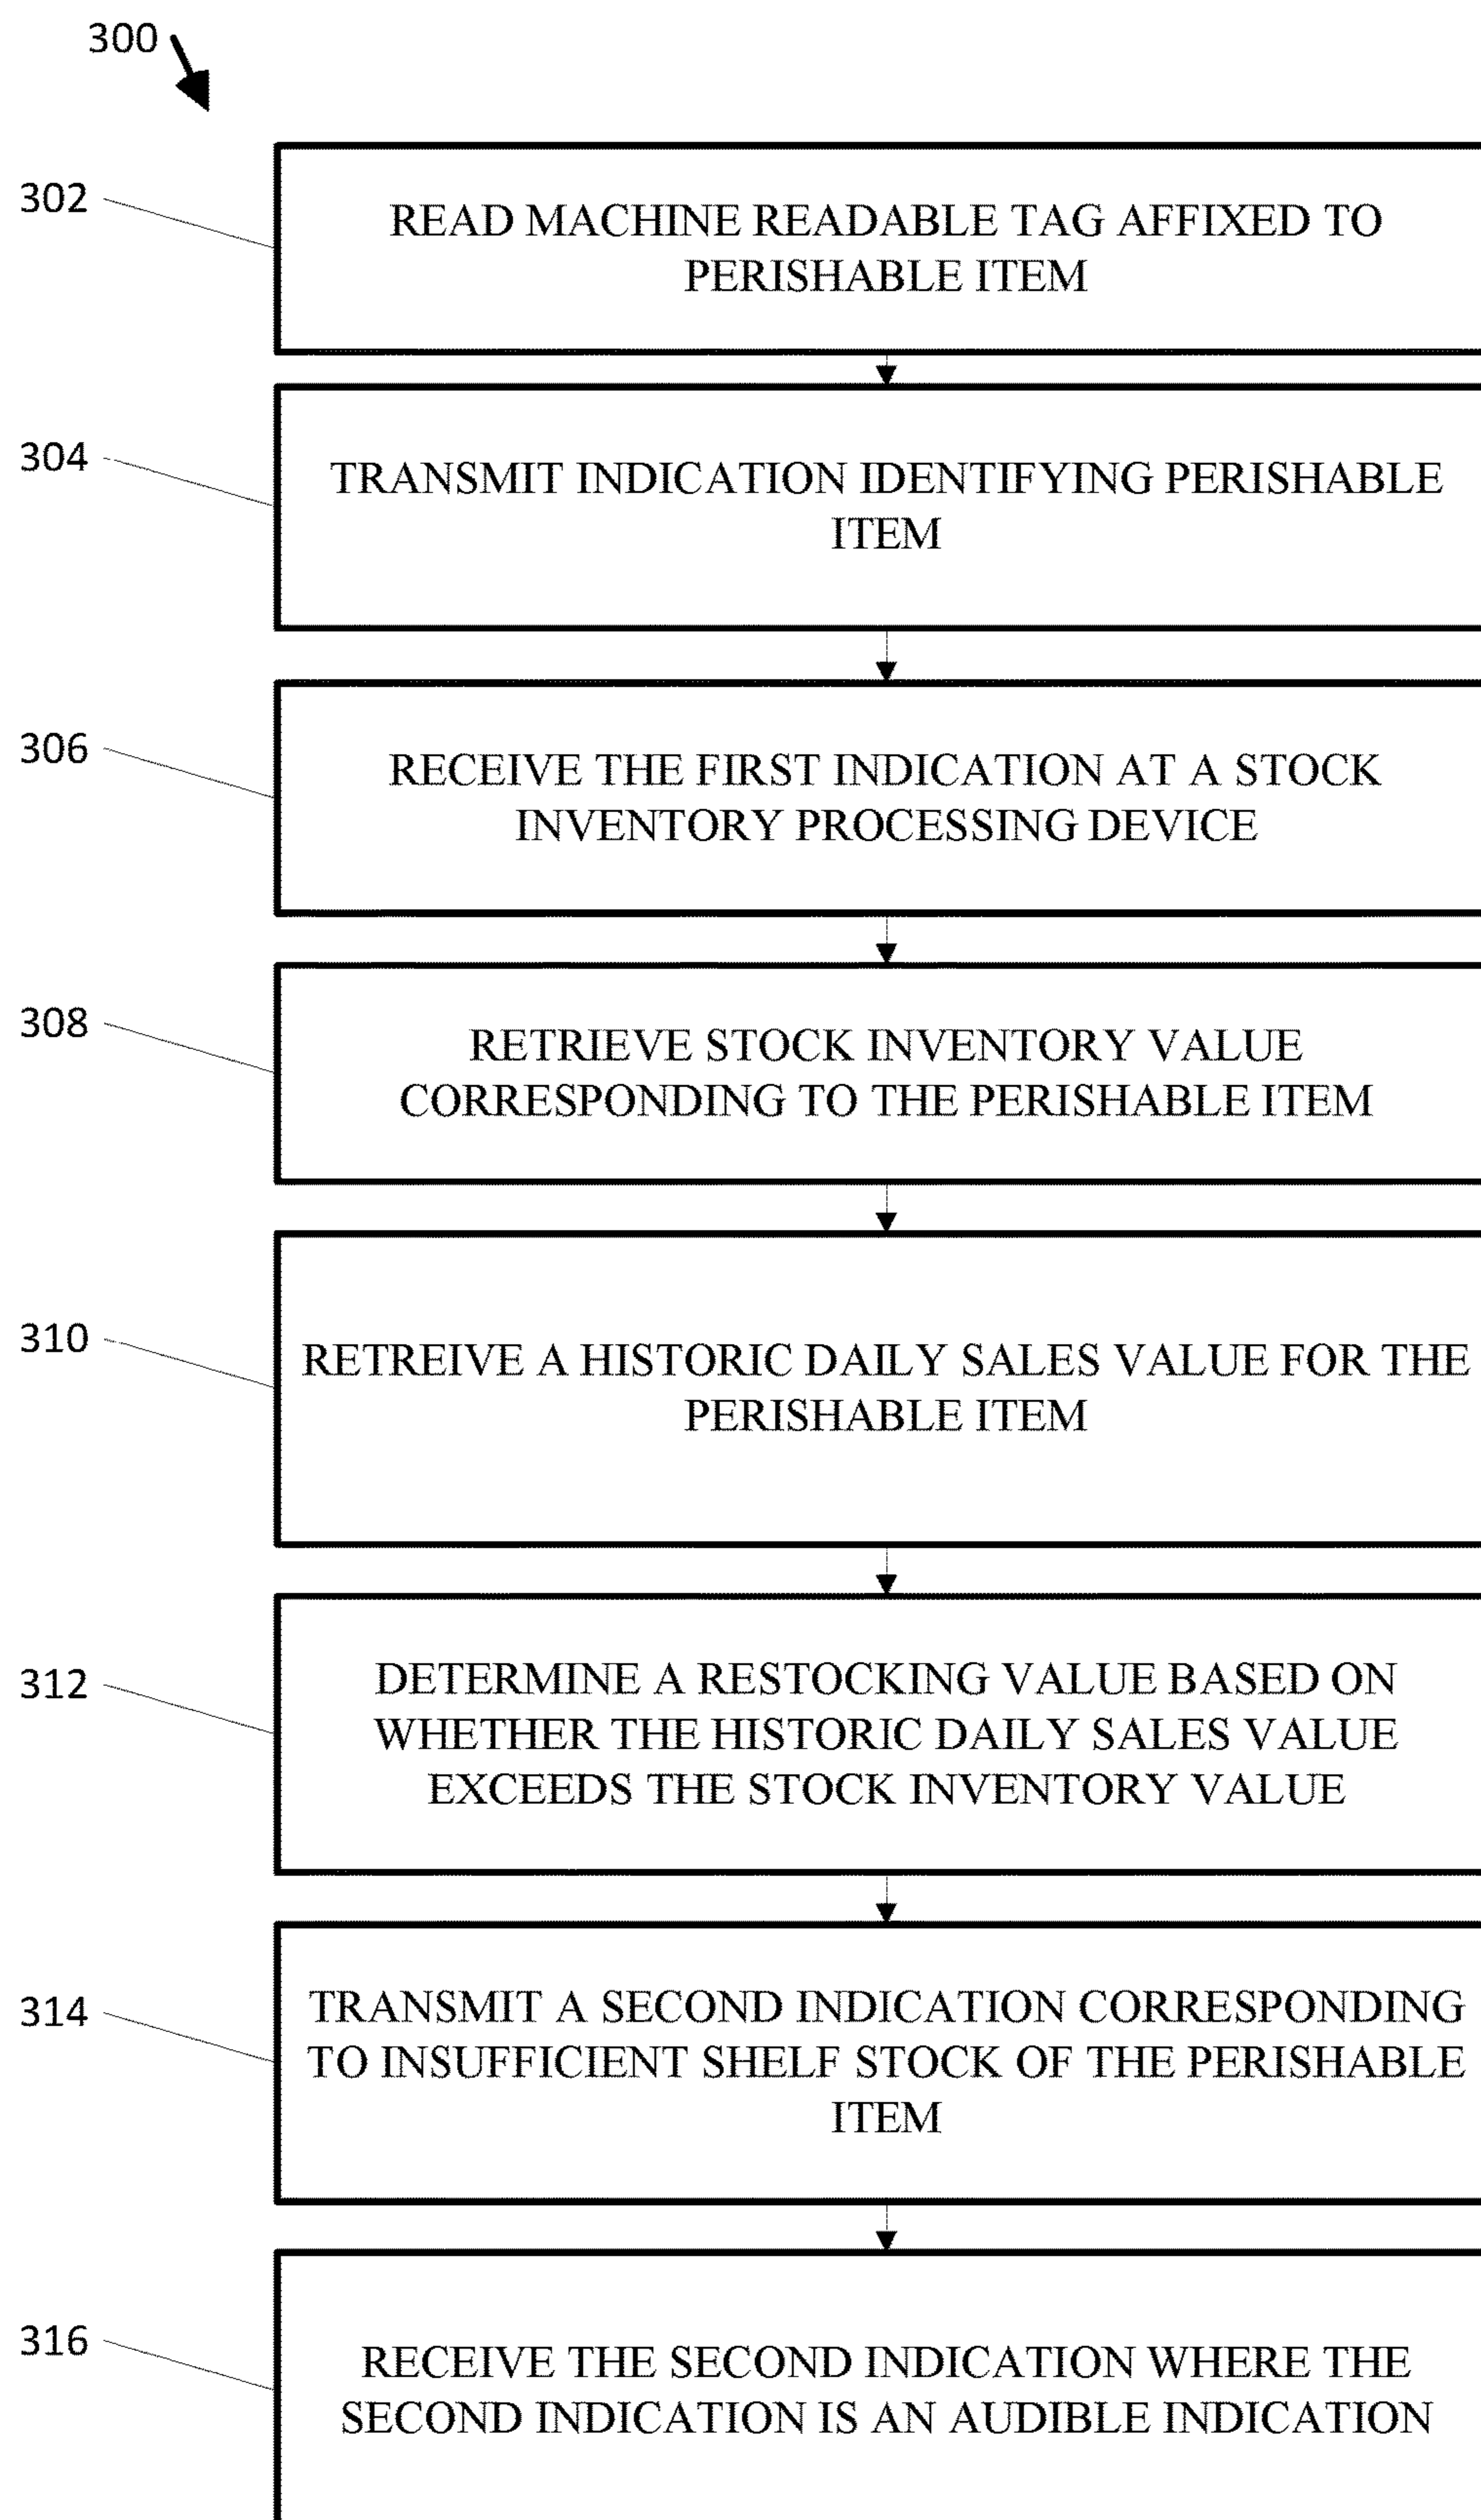 300
302
READ MACHINE READABLE TAG AFFIXED TO
PERISHABLE ITEM
304
TRANSMIT INDICATION IDENTIFYING PERISHABLE
ITEM
306
RECEIVE THE FIRST INDICATION AT A STOCK
INVENTORY PROCESSING DEVICE
308
RETRIEVE STOCK INVENTORY VALUE
CORRESPONDING TO THE PERISHABLE ITEM
310
RETREIVE A HISTORIC DAILY SALES VALUE FOR THE
PERISHABLE ITEM
312
DETERMINE A RESTOCKING VALUE BASED ON
WHETHER THE HISTORIC DAILY SALES VALUE
EXCEEDS THE STOCK INVENTORY VALUE
314
TRANSMIT A SECOND INDICATION CORRESPONDING
TO INSUFFICIENT SHELF STOCK OF THE PERISHABLE
ITEM
316
RECEIVE THE SECOND INDICATION WHERE THE
SECOND INDICATION IS AN AUDIBLE INDICATION